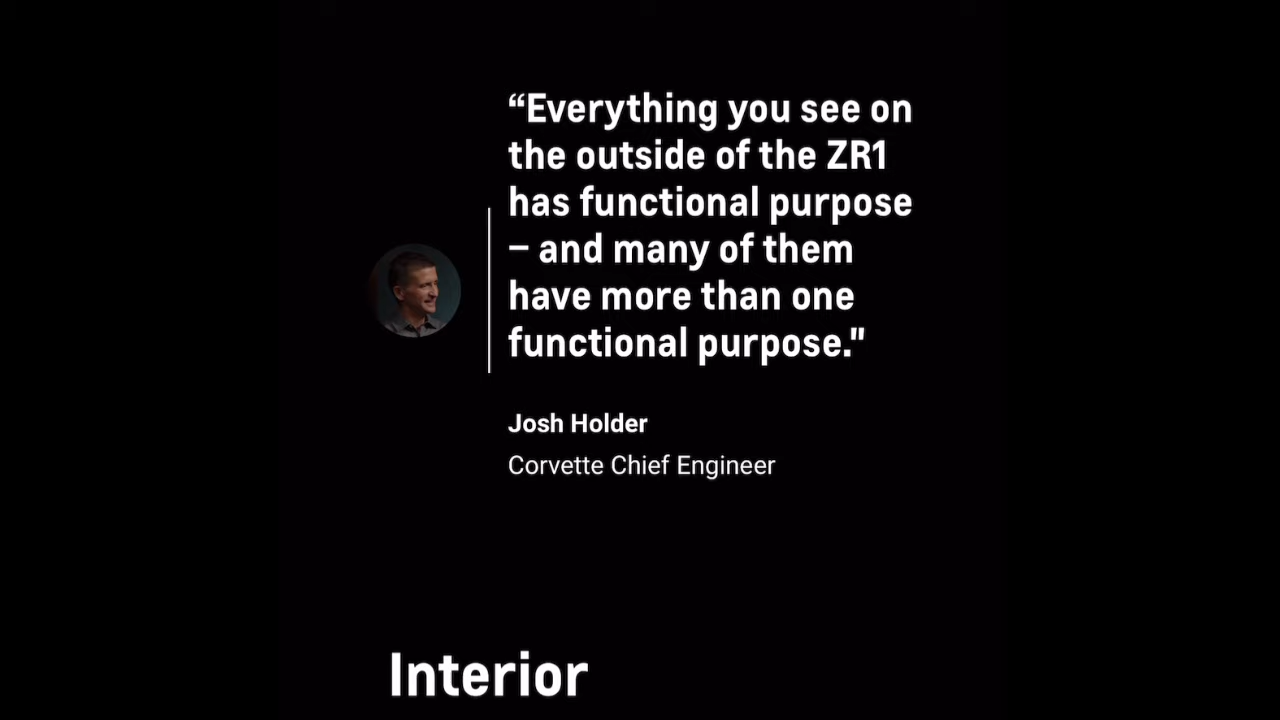 “Everything you see on
the outside of the ZR1
has functional purpose
– and many of them
have more than one
functional purpose."
Josh Holder
Corvette Chief Engineer
Interior